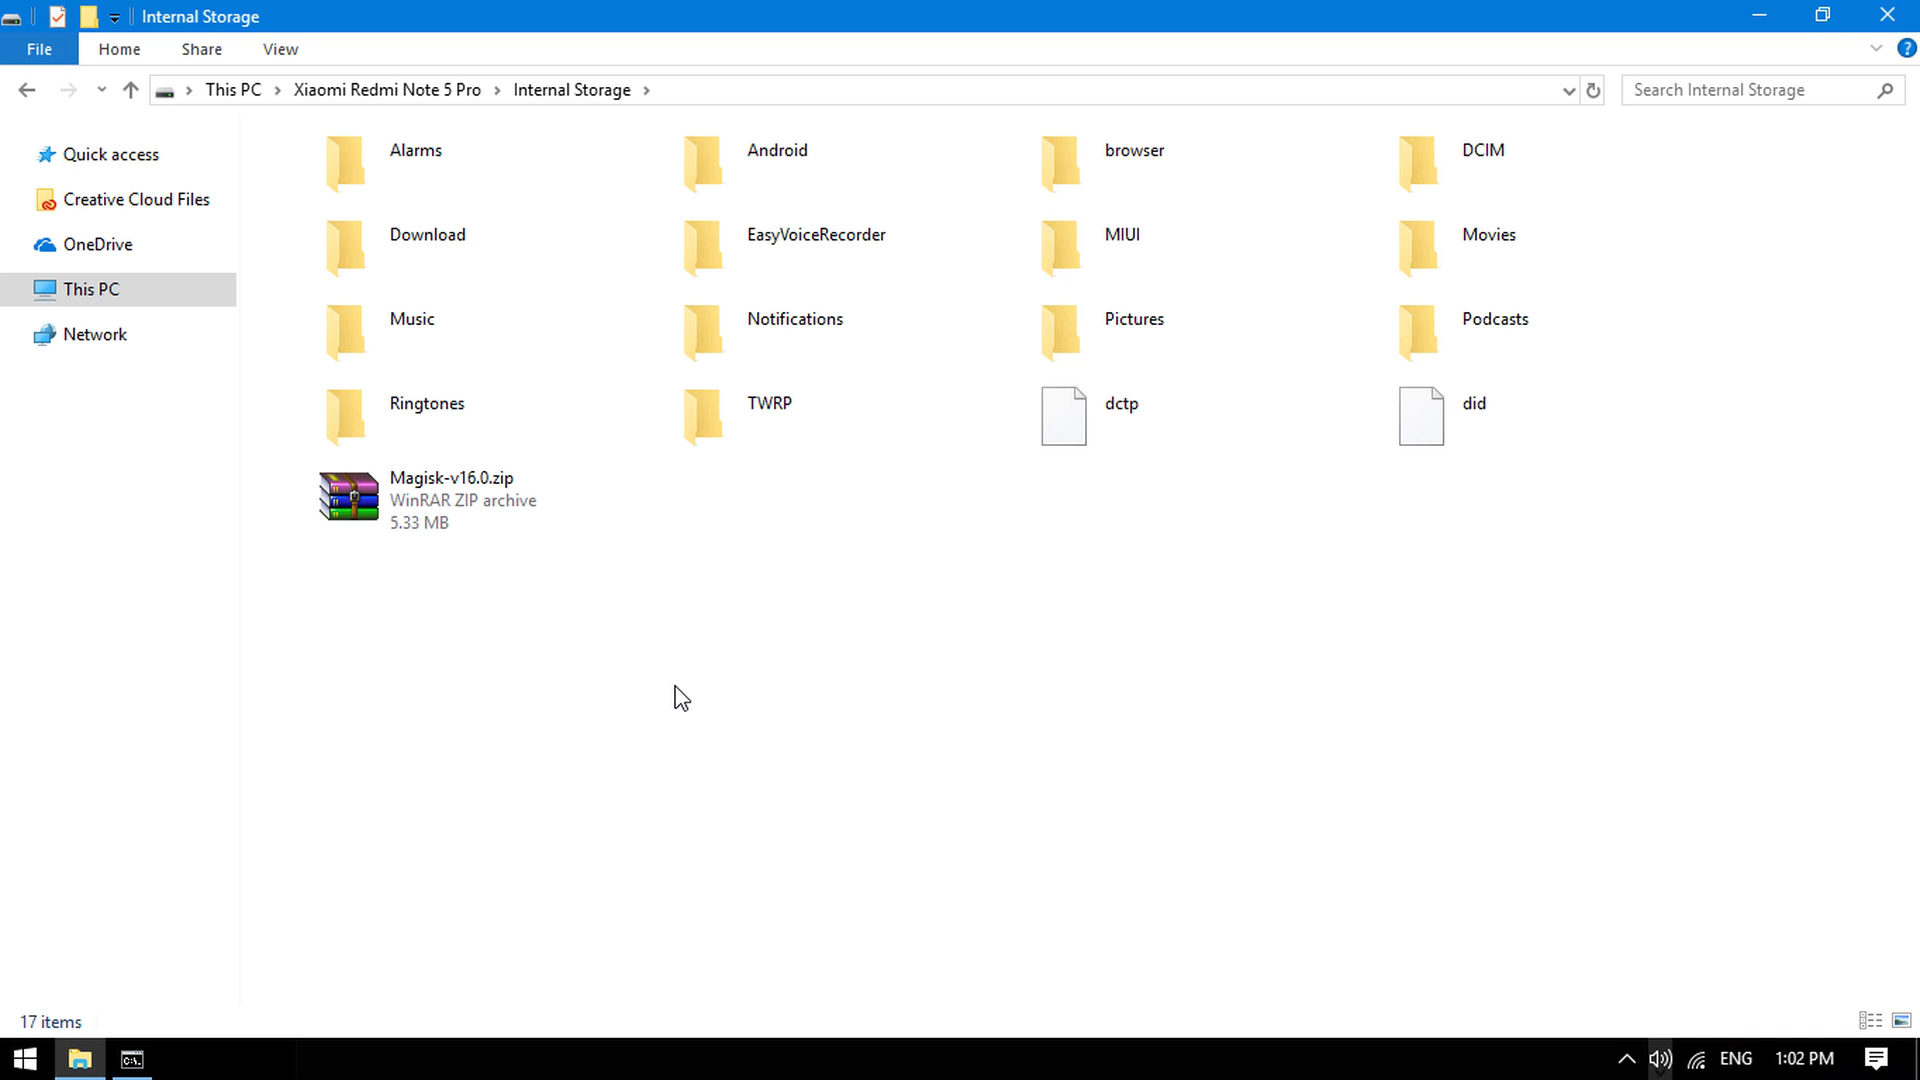 Internal Storage
File Home Share View
This PC Xiaomi Redmi Note 5 Pro Internal Storage
Search Internal Storage
Quick access
Creative Cloud Files
OneDrive
This PC
Network
Alarms Android browser DCIM
Download EasyVoiceRecorder MIUI Movies
Music Notifications Pictures Podcasts
Ringtones TWRP dctp did
Magisk-v16.0.zip
WinRAR ZIP archive
5.33 MB
17 items
C:\.
ENG 1:02 PM